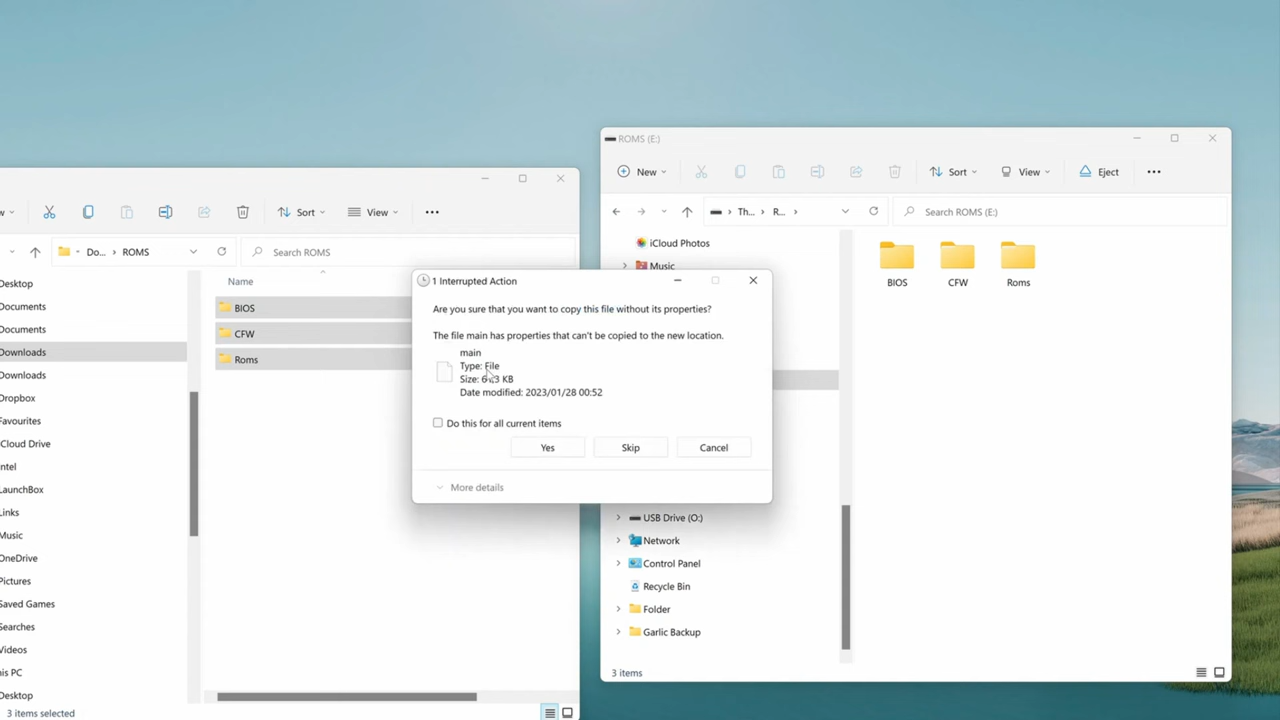 ROMS (E:)
New
Sort
View
Eject
Th... > R... >
Search ROMS (E:)
iCloud Photos
Music
BIOS
CFW
Roms
USB Drive (O:)
Network
Control Panel
Recycle Bin
Folder
Garlic Backup
3 items
Sort
View
Do... > ROMS
Search ROMS
Name
BIOS
CFW
Roms
Desktop
Documents
Documents
Downloads
Downloads
Dropbox
Favourites
iCloud Drive
Intel
LaunchBox
Links
Music
OneDrive
Pictures
Saved Games
Searches
Videos
his PC
Desktop
3 items selected
1 Interrupted Action
Are you sure that you want to copy this file without its properties?
The file main has properties that can't be copied to the new location.
main
Type: File
Size: KB
Date modified: 2023/01/28 00:52
Do this for all current items
Yes
Skip
Cancel
More details